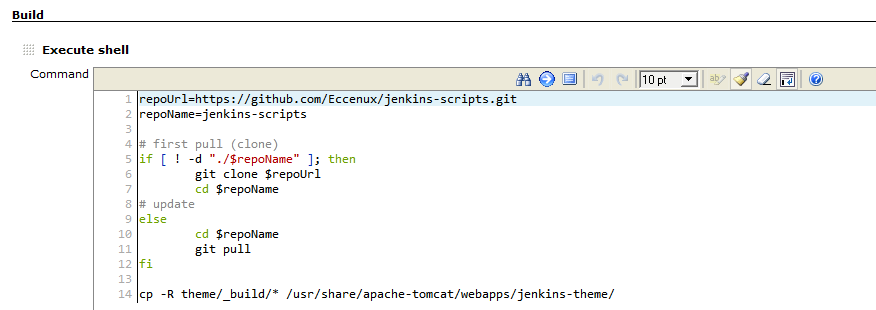 Build
Execute shell
Command
10 pt
1 repoUrl=https://github.com/Eccenux/jenkins-scripts.git
2 repoName=jenkins-scripts
3
4 # first pull (clone)
5 if [ ! -d "./$repoName" ]; then
6 git clone $repoUrl
7 cd $repoName
8 # update
9 else
10 cd $repoName
11 git pull
12 fi
13
14 cp -R theme/_build/* /usr/share/apache-tomcat/webapps/jenkins-theme/